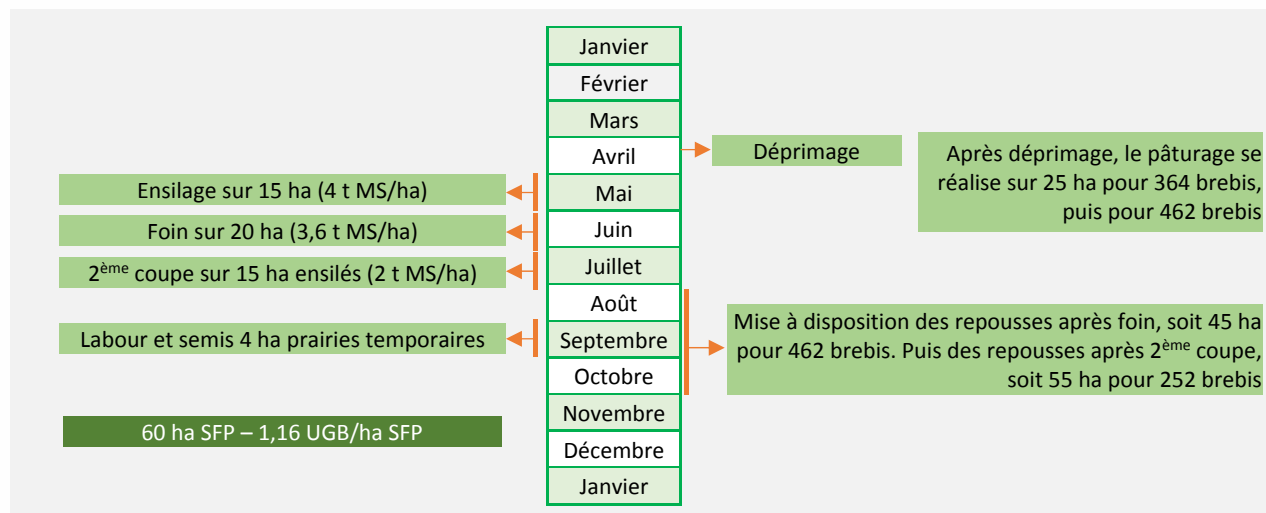 Janvier
Février
Mars
Avril
Mai
Juin
Juillet
Août
Septembre
Octobre
Novembre
Décembre
Janvier
Ensilage sur 15 ha (4 t MS/ha)
Foin sur 20 ha (3,6 t MS/ha)
2ème coupe sur 15 ha ensilés (2 t MS/ha)
Labour et semis 4 ha prairies temporaires
60 ha SFP – 1,16 UGB/ha SFP
Déprimage
Après déprimage, le pâturage se
réalise sur 25 ha pour 364 brebis,
puis pour 462 brebis
Mise à disposition des repousses après foin, soit 45 ha
pour 462 brebis. Puis des repousses après 2ème coupe,
soit 55 ha pour 252 brebis